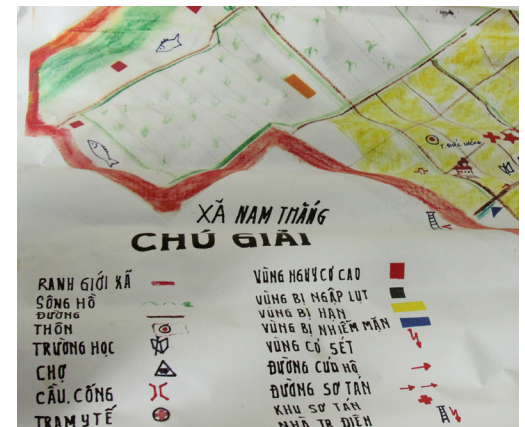 XÃ NAM THẮNG
CHÚ GIẢI
RANH GIỚI XÃ
SÔNG HỒ
ĐƯỜNG
THÔN
TRƯỜNG HỌC
CHỢ
CẦU, CỐNG
TRẠM Y TẾ
VÙNG NGUY CƠ CAO
VÙNG BỊ NGẬP LỤT
VÙNG BỊ HẠN
VÙNG BỊ NHIỄM MẶN
VÙNG CÓ SÉT
ĐƯỜNG CỨU HỘ
ĐƯỜNG SƠ TÁN
KHU SƠ TÁN